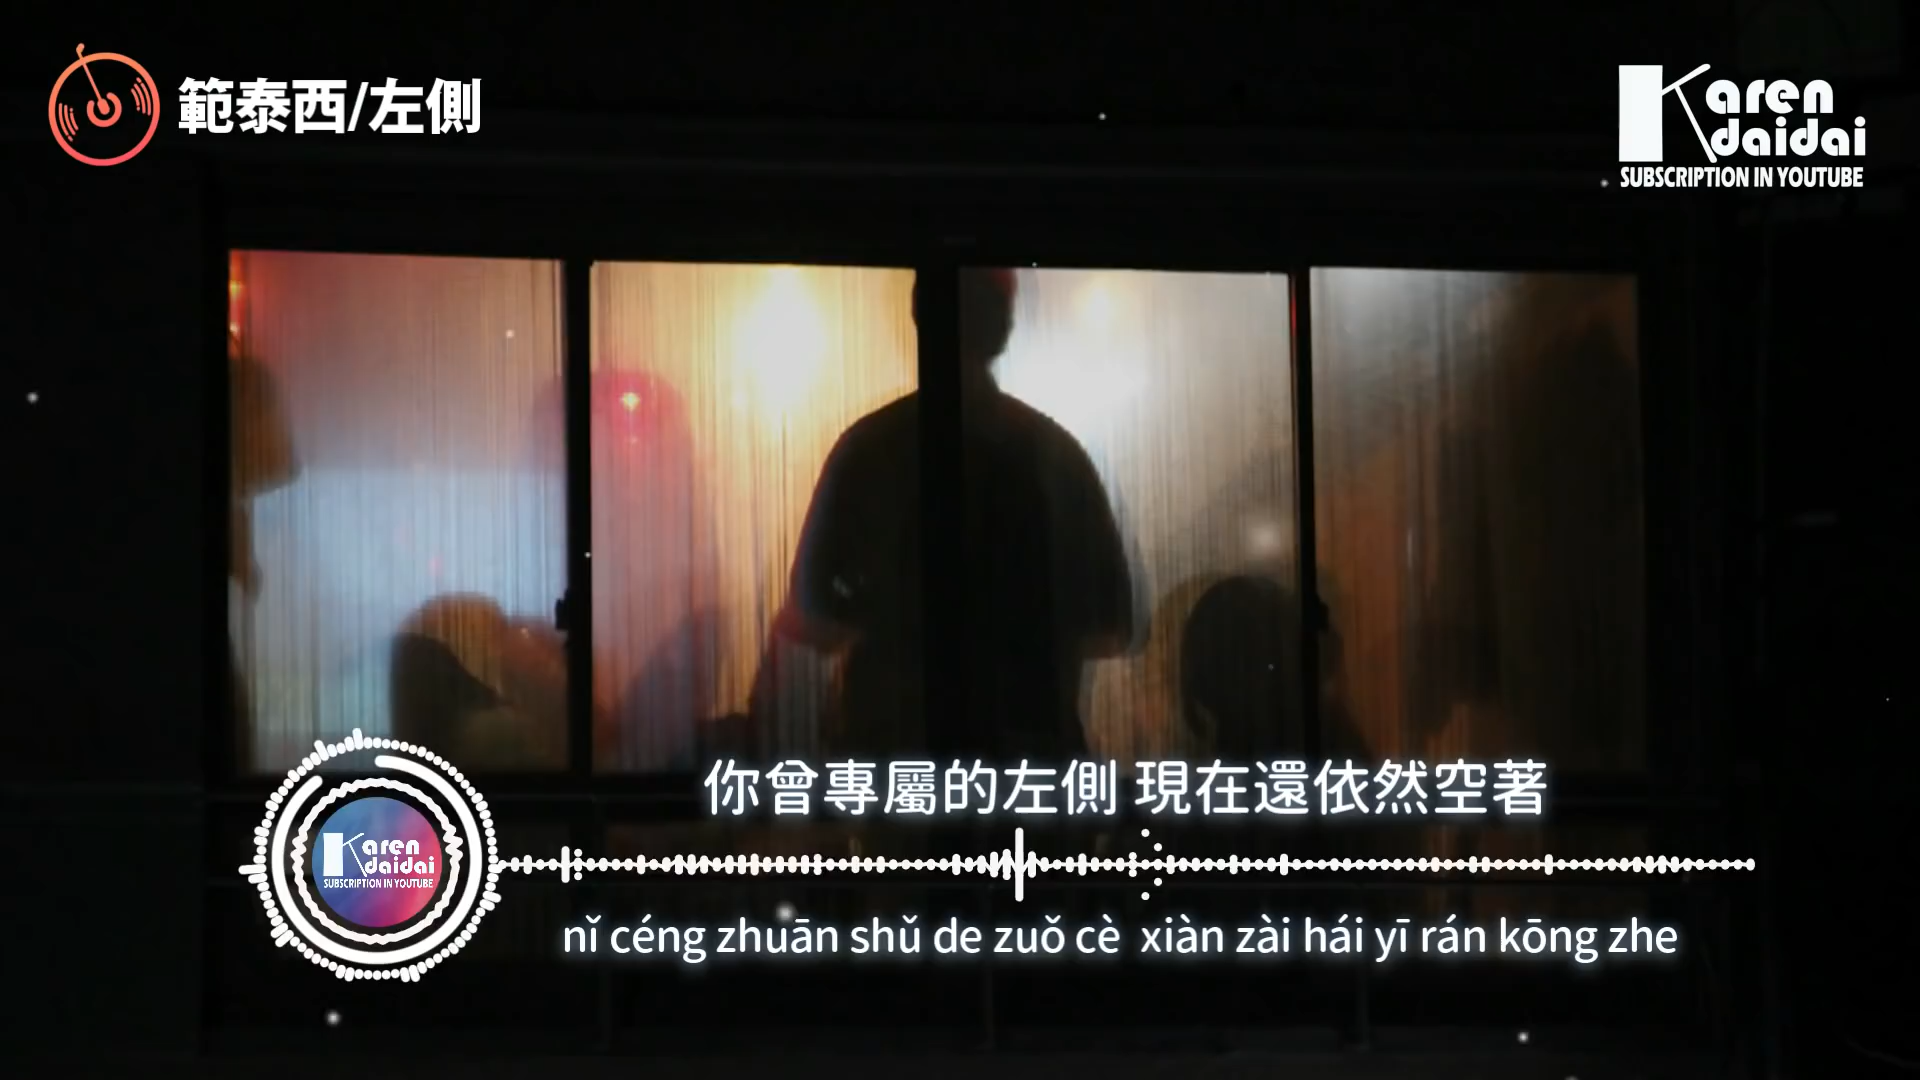 範泰西/左側
Karen
daidai
SUBSCRIPTION IN YOUTUBE
你曾專屬的左側 現在還依然空著
Karen
daidai
SUBSCRIPTION IN YOUTUBE
nǐ céng zhuān shǔ de zuǒ cè xiàn zài hái yī rán kōng zhe